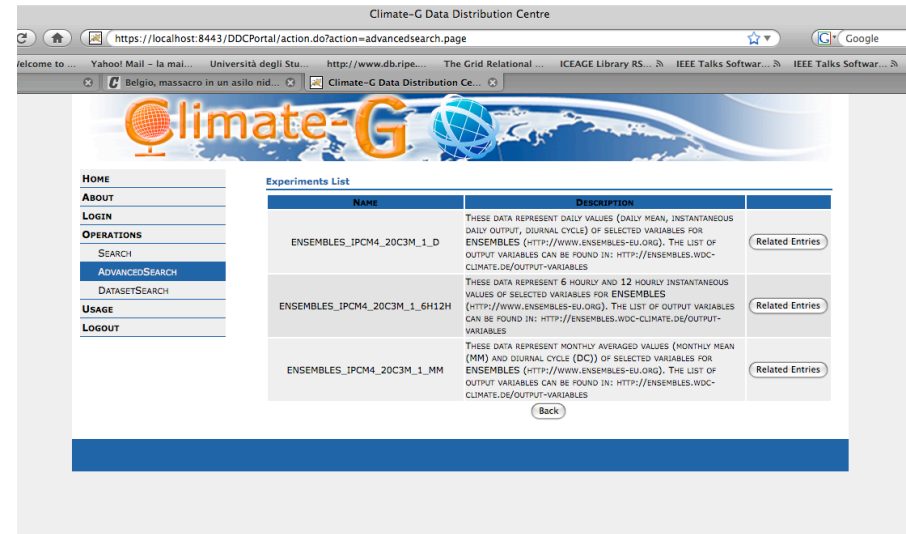 Climate-G Data Distribution Centre
https://localhost:8443/DDCPortal/action.do?action=advancedsearch.page
Google
Welcome to ... Yahoo! Mail – la mai... Università degli Stu... http://www.db.ripe.... The Grid Relational ... ICEAGE Library RS... IEEE Talks Softwar... IEEE Talks Softwar...
Belgio, massacro in un asilo nid... Climate-G Data Distribution Ce...
Climate-G
HOME
ABOUT
LOGIN
OPERATIONS
SEARCH
ADVANCEDSEARCH
DATASETSEARCH
USAGE
LOGOUT
Experiments List
NAME DESCRIPTION
ENSEMBLES_IPCM4_20C3M_1_D
THESE DATA REPRESENT DAILY VALUES (DAILY MEAN, INSTANTANEOUS
DAILY OUTPUT, DIURNAL CYCLE) OF SELECTED VARIABLES FOR
ENSEMBLES (HTTP://WWW.ENSEMBLES-EU.ORG). THE LIST OF
OUTPUT VARIABLES CAN BE FOUND IN: HTTP://ENSEMBLES.WDC-
CLIMATE.DE/OUTPUT-VARIABLES
Related Entries
ENSEMBLES_IPCM4_20C3M_1_6H12H
THESE DATA REPRESENT 6 HOURLY AND 12 HOURLY INSTANTANEOUS
VALUES OF SELECTED VARIABLES FOR ENSEMBLES
(HTTP://WWW.ENSEMBLES-EU.ORG). THE LIST OF OUTPUT VARIABLES
CAN BE FOUND IN: HTTP://ENSEMBLES.WDC-CLIMATE.DE/OUTPUT-
VARIABLES
Related Entries
ENSEMBLES_IPCM4_20C3M_1_MM
THESE DATA REPRESENT MONTHLY AVERAGED VALUES (MONTHLY MEAN
(MM) AND DIURNAL CYCLE (DC)) OF SELECTED VARIABLES FOR
ENSEMBLES (HTTP://WWW.ENSEMBLES-EU.ORG). THE LIST OF
OUTPUT VARIABLES CAN BE FOUND IN: HTTP://ENSEMBLES.WDC-
CLIMATE.DE/OUTPUT-VARIABLES
Related Entries
Back